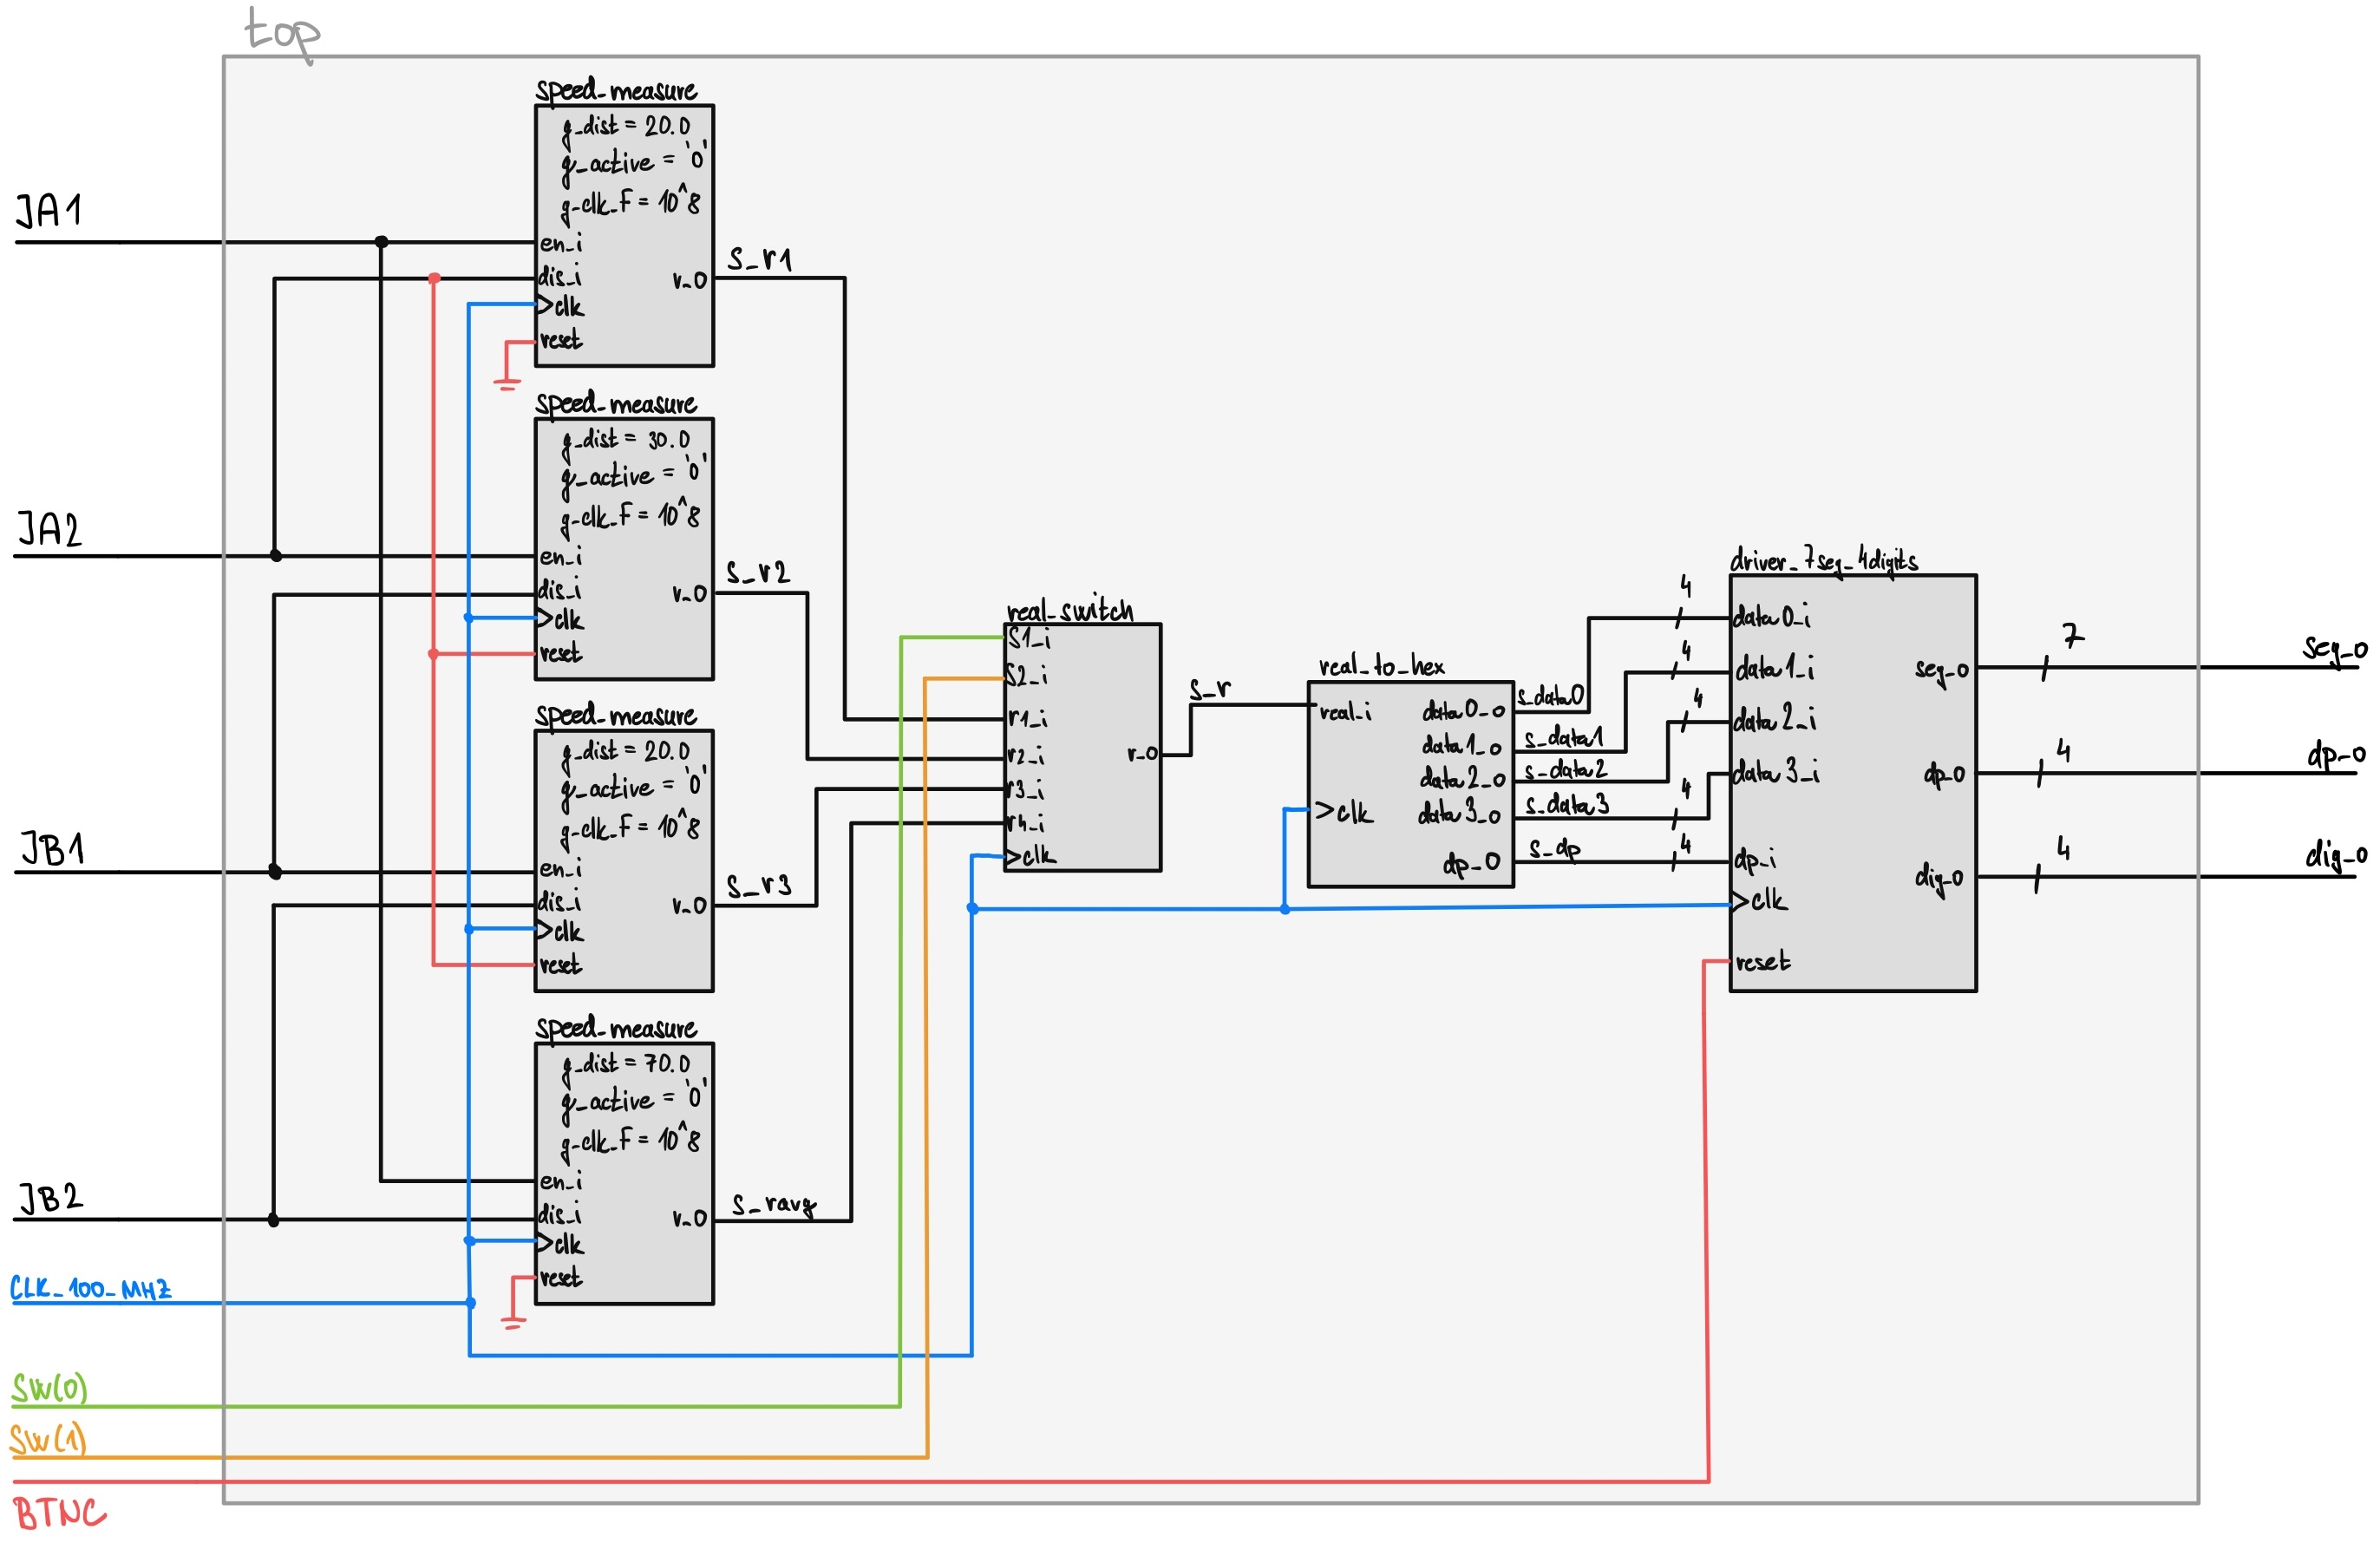 top
JA1
JA2
JB1
JB2
CLK_100_MHZ
SW(0)
SW(1)
BTNC
speed_measure
g_dist = 20.0
g_active = '0'
g_clk_F = 10^8
en_i
dis_i
clk
reset
v_o
s_r1
speed_measure
g_dist = 30.0
g_active = '0'
g_clk_F = 10^8
en_i
dis_i
clk
reset
v_o
s_r2
speed_measure
g_dist = 20.0
g_active = '0'
g_clk_F = 10^8
en_i
dis_i
clk
reset
v_o
s_r3
speed_measure
g_dist = 70.0
g_active = '0'
g_clk_F = 10^8
en_i
dis_i
clk
reset
v_o
s_ravg
real_switch
S1_i
S2_i
r1_i
r2_i
r3_i
r4_i
clk
r_o
s_r
real_to_hex
real_i
clk
data0_o
data1_o
data2_o
data3_o
dp_o
s_data0
s_data1
s_data2
s_data3
s_dp
4
4
4
4
4
driver_7seg_4digits
data0_i
data1_i
data2_i
data3_i
dp_i
clk
reset
seg_o
dp_o
dig_o
7
4
4
seg_o
dp_o
dig_o